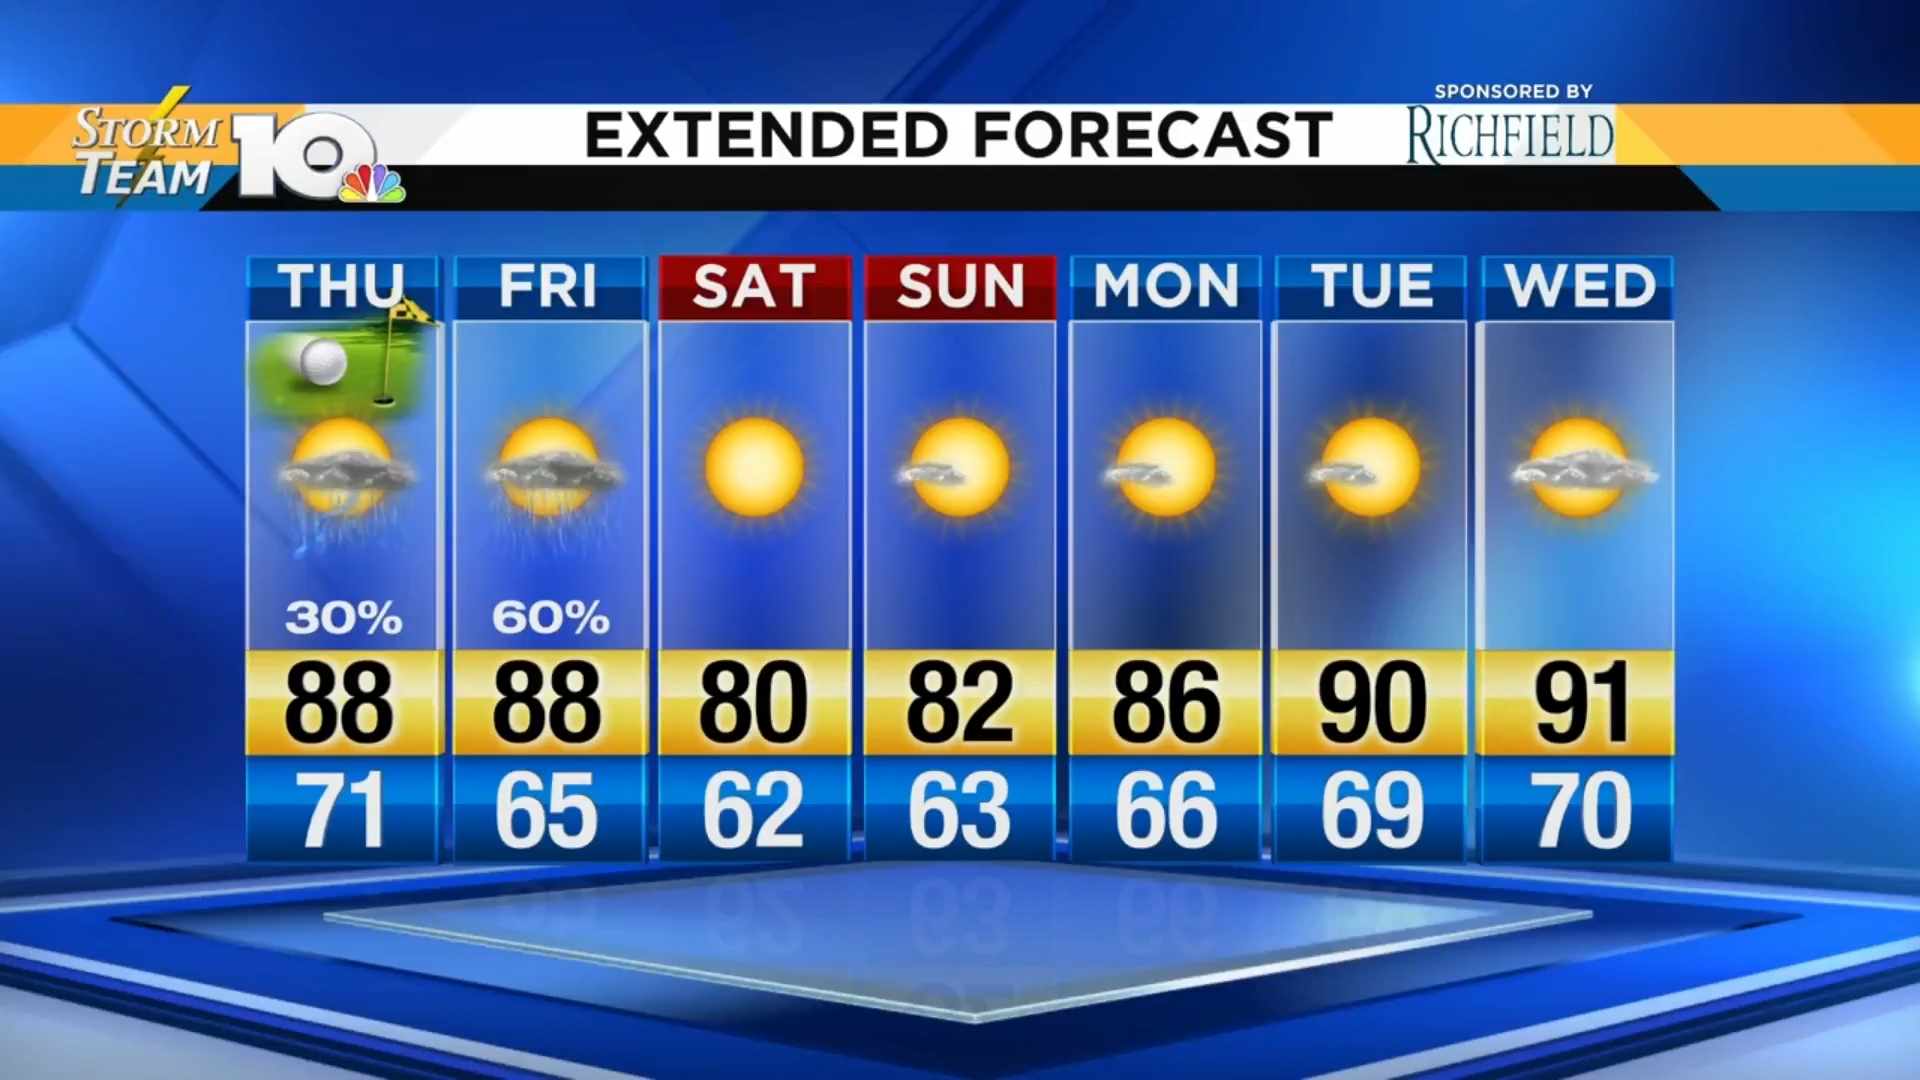 SPONSORED BY
STORM TEAM 10
EXTENDED FORECAST
RICHFIELD
THU FRI SAT SUN MON TUE WED
30% 60%
88 88 80 82 86 90 91
71 65 62 63 66 69 70